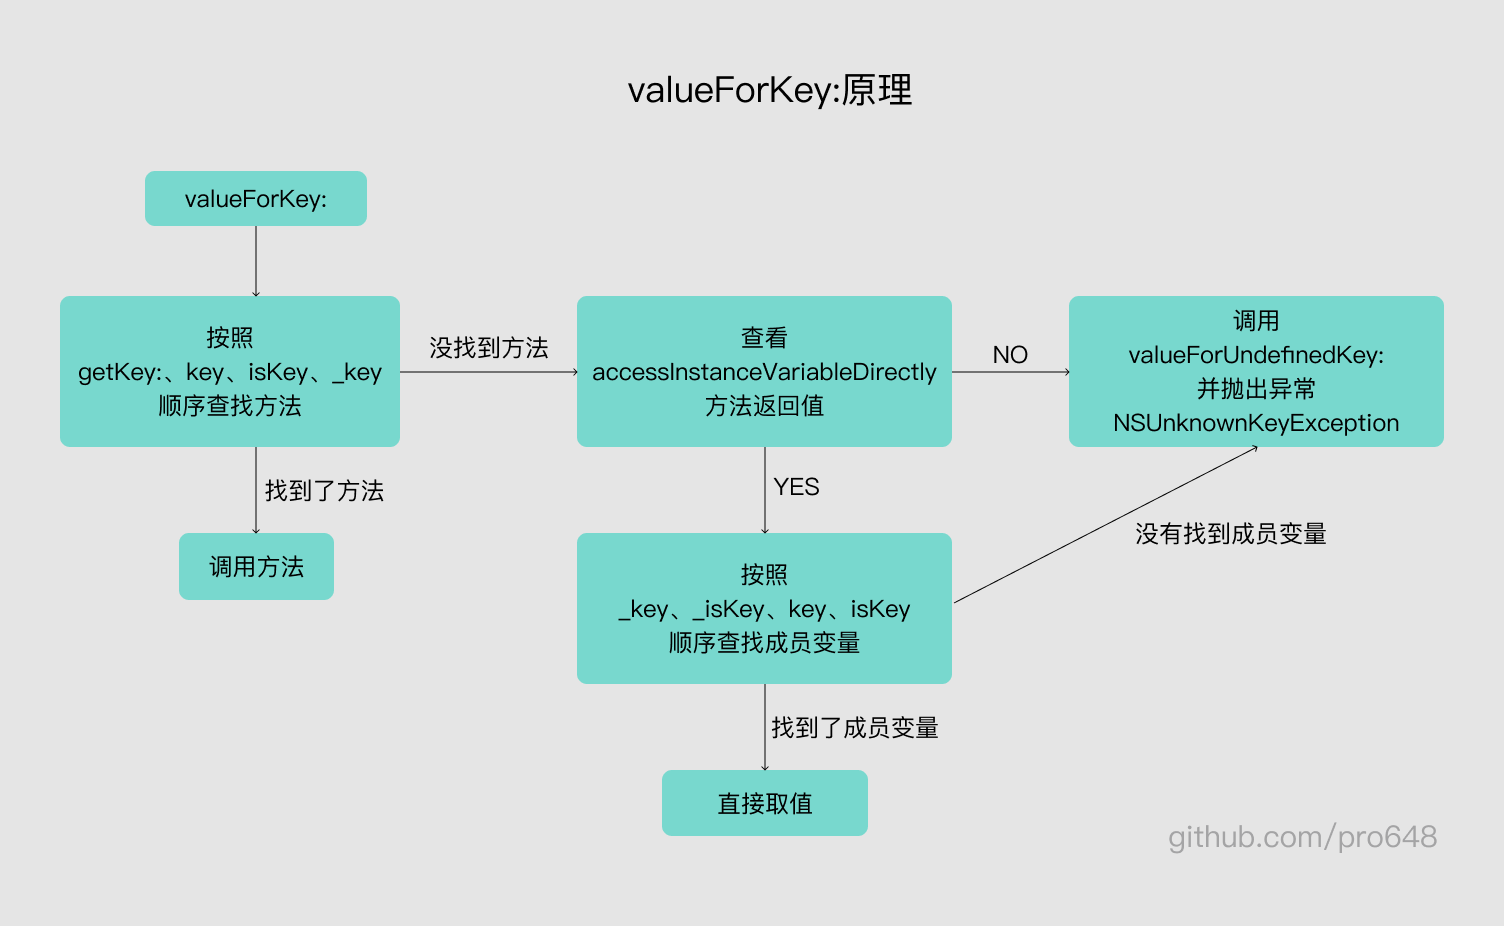 valueForKey:原理
valueForKey:
按照
getKey:、key、isKey、_key
顺序查找方法
没找到方法
查看
accessInstanceVariableDirectly
方法返回值
NO
调用
valueForUndefinedKey:
并抛出异常
NSUnknownKeyException
找到了方法
YES
没有找到成员变量
调用方法
按照
_key、_isKey、key、isKey
顺序查找成员变量
找到了成员变量
直接取值
github.com/pro648